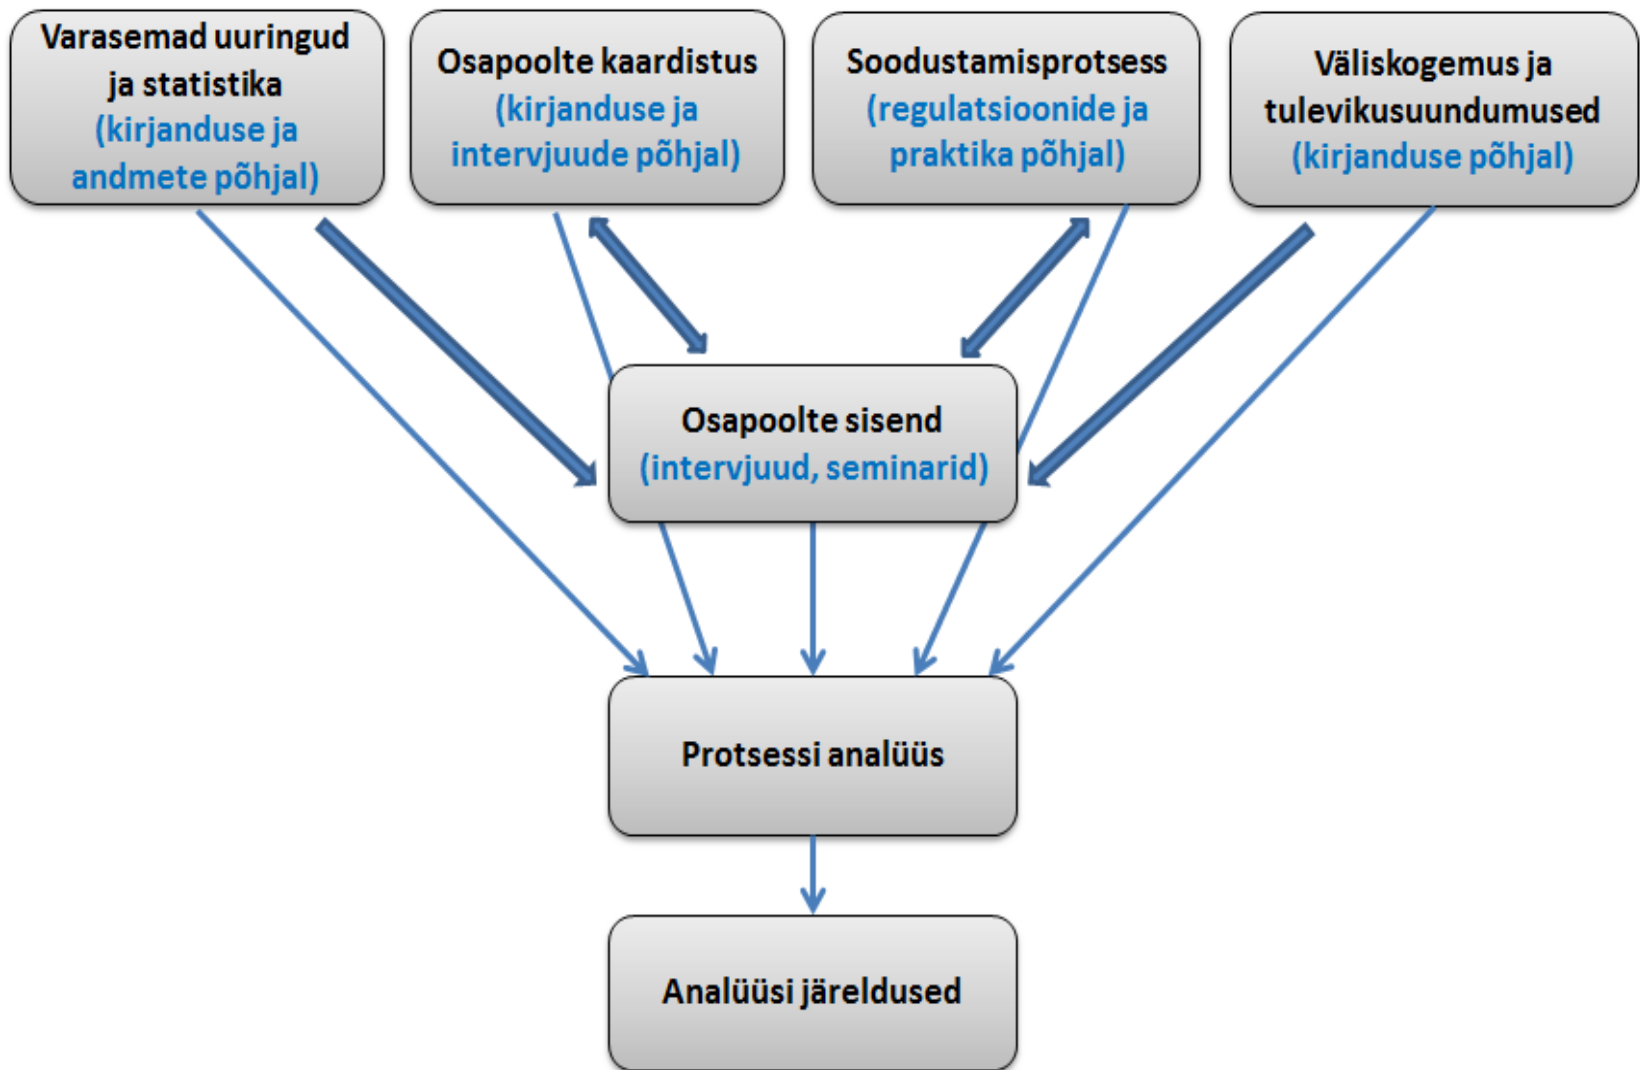 Varasemad uuringud
ja statistika
(kirjanduse ja
andmete põhjal)
Osapoolte kaardistus
(kirjanduse ja
intervjuude põhjal)
Soodustamisprotsess
(regulatsioonide ja
praktika põhjal)
Väliskogemus ja
tulevikusuundumused
(kirjanduse põhjal)
Osapoolte sisend
(intervjuud, seminarid)
Protsessi analüüs
Analüüsi järeldused